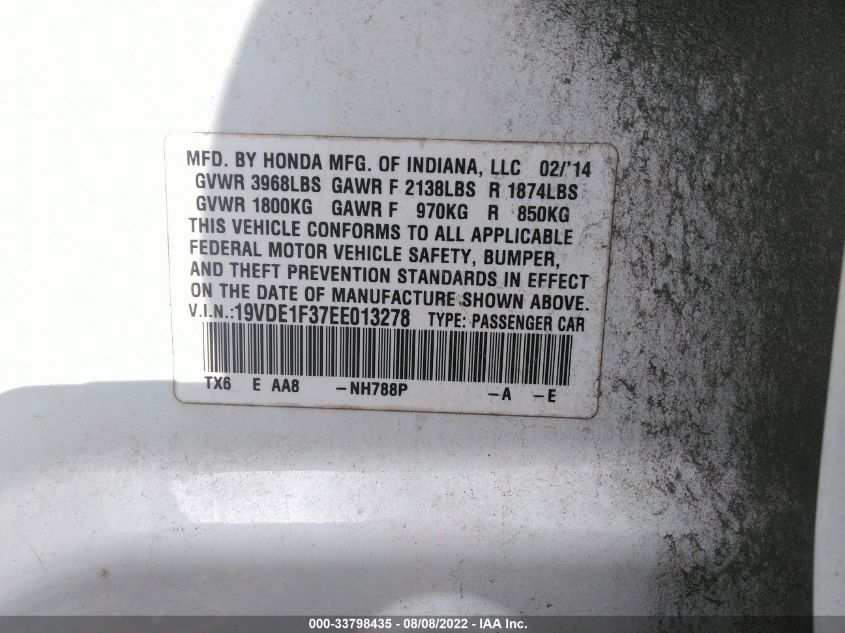 MFD. BY HONDA MFG. OF INDIANA, LLC 02/'14
GVWR 3968LBS GAWR F 2138LBS R 1874LBS
GVWR 1800KG GAWR F 970KG R 850KG
THIS VEHICLE CONFORMS TO ALL APPLICABLE
FEDERAL MOTOR VEHICLE SAFETY, BUMPER,
AND THEFT PREVENTION STANDARDS IN EFFECT
ON THE DATE OF MANUFACTURE SHOWN ABOVE.
V.I.N.:19VDE1F37EE013278 TYPE: PASSENGER CAR
TX6 E AA8 -NH788P -A -E
000-33798435 - 08/08/2022 - IAA Inc.